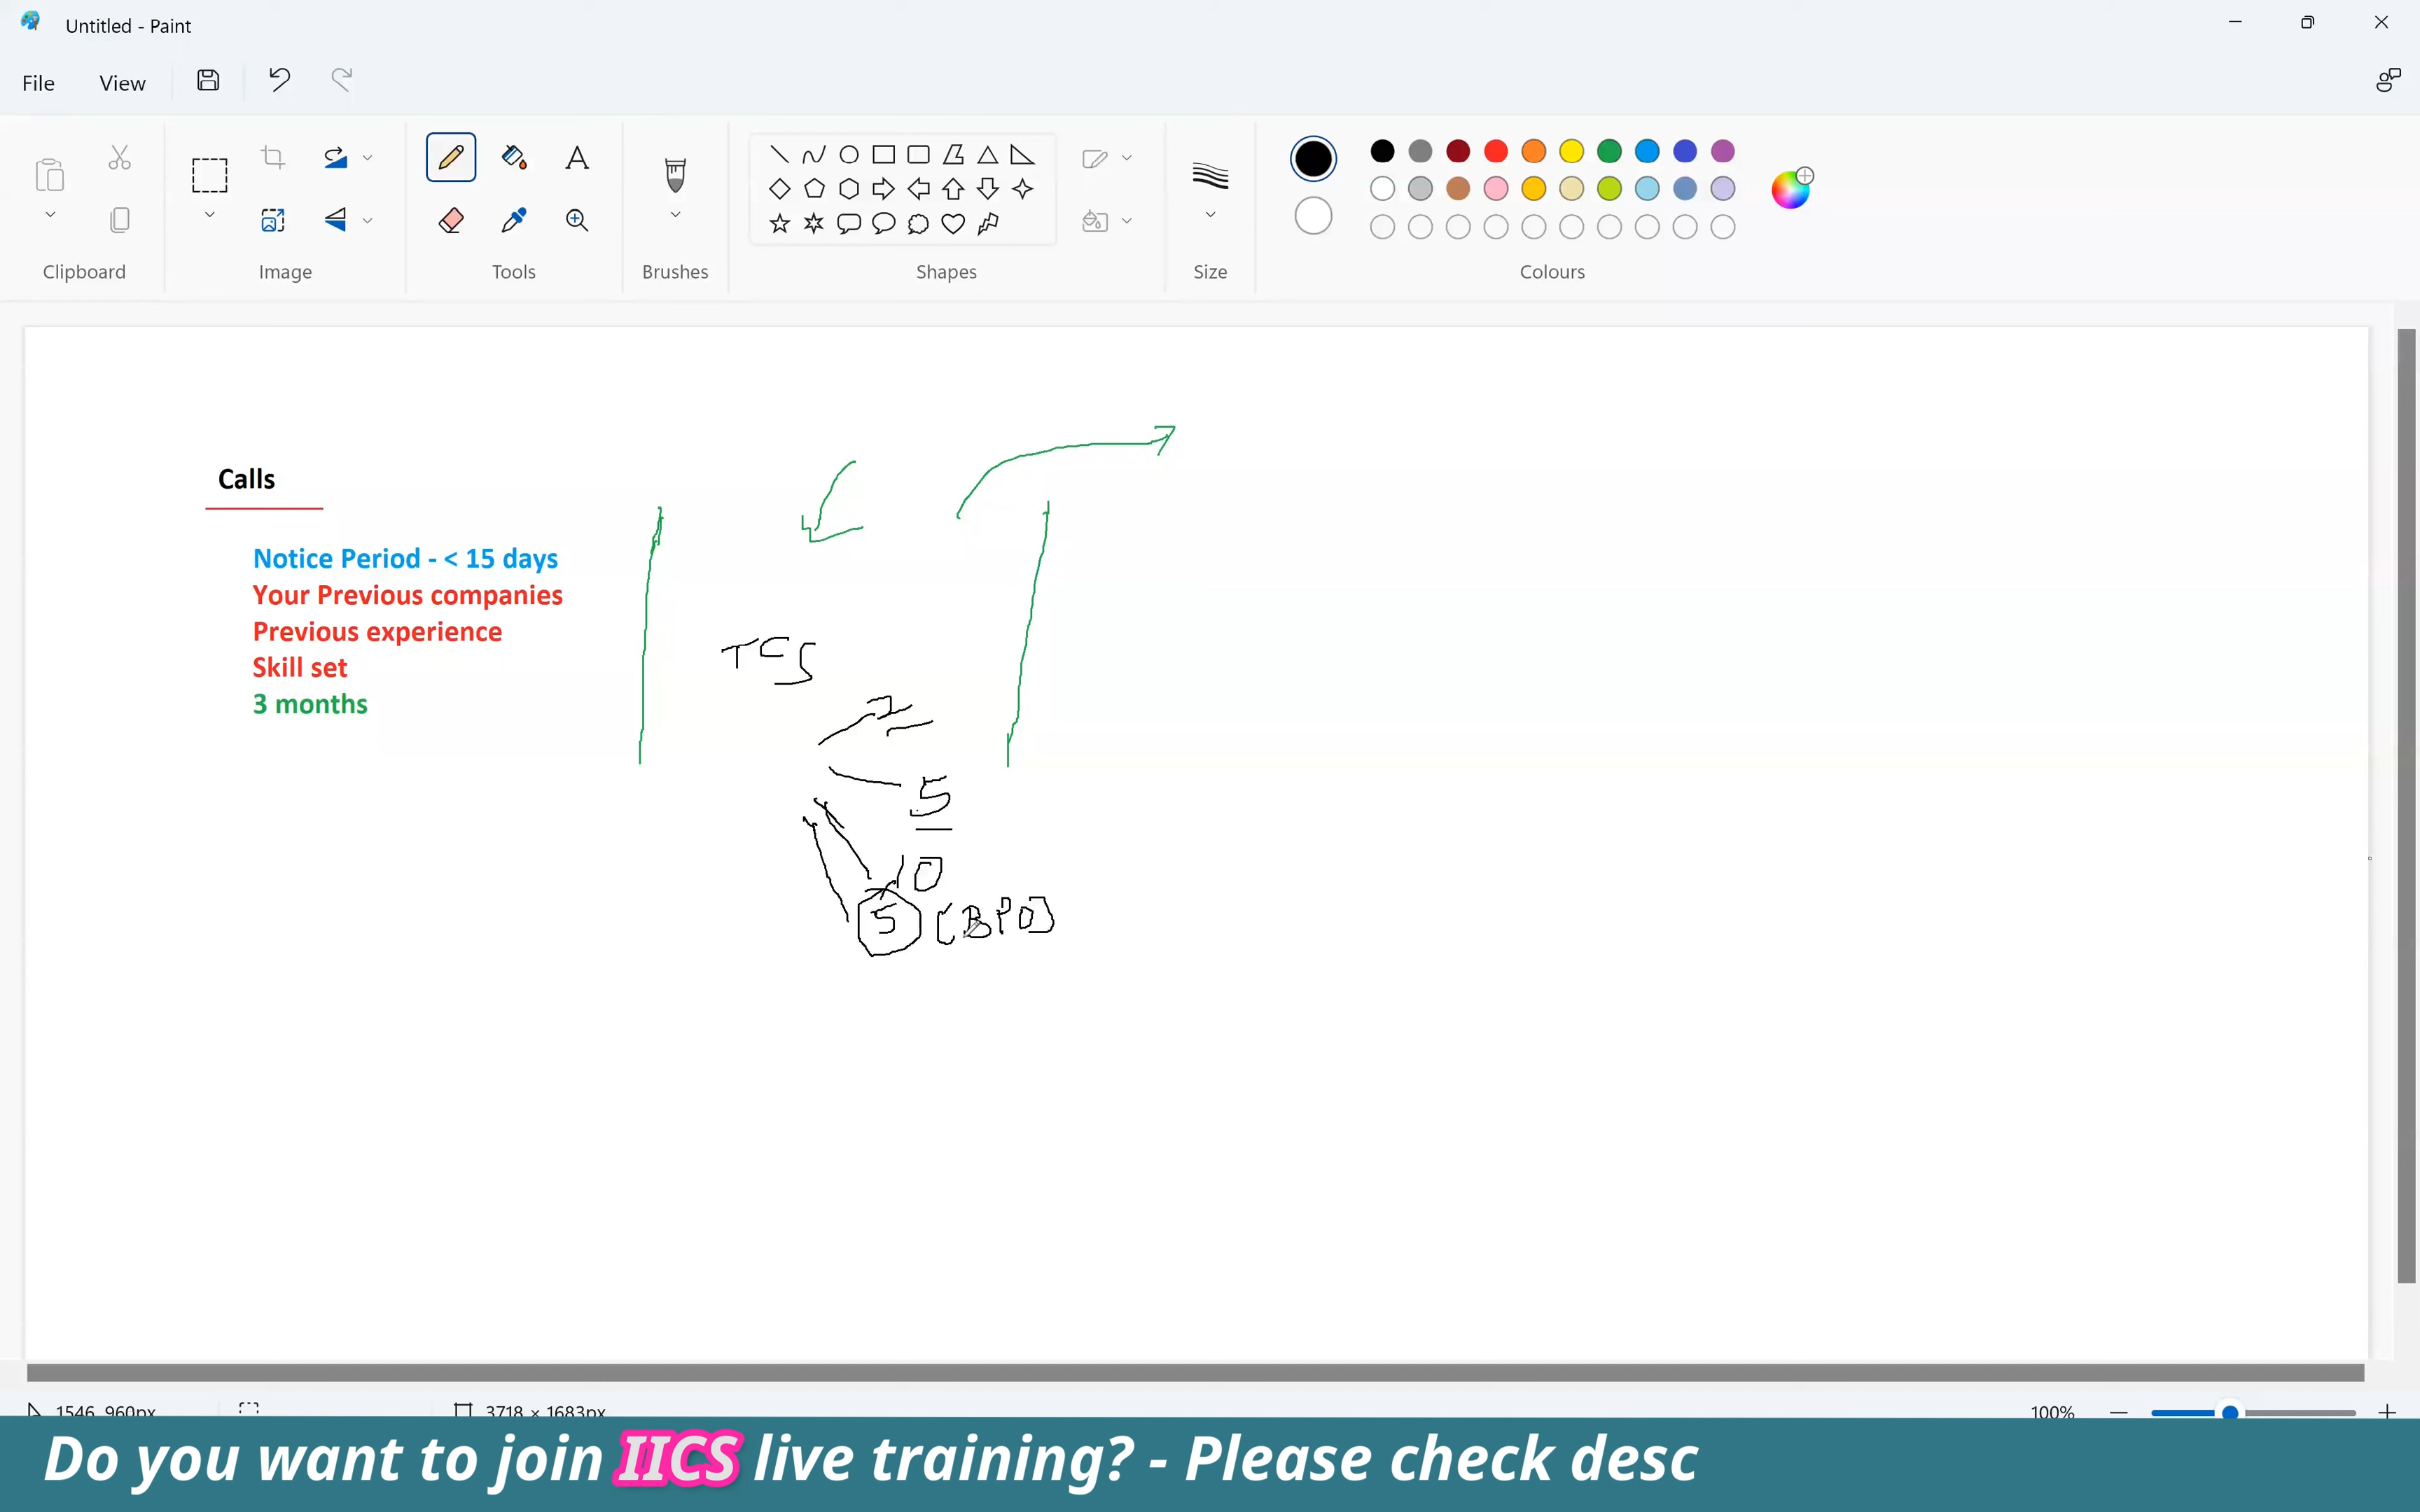 Untitled - Paint
File View
Clipboard
Image
Tools
Brushes
Shapes
Size
Colours
Calls
Notice Period - < 15 days
Your Previous companies
Previous experience
Skill set
3 months
TCS
2
5
10
5 (BPO)
1546, 960px
3718 × 1683px
100%
Do you want to join IICS live training? - Please check desc